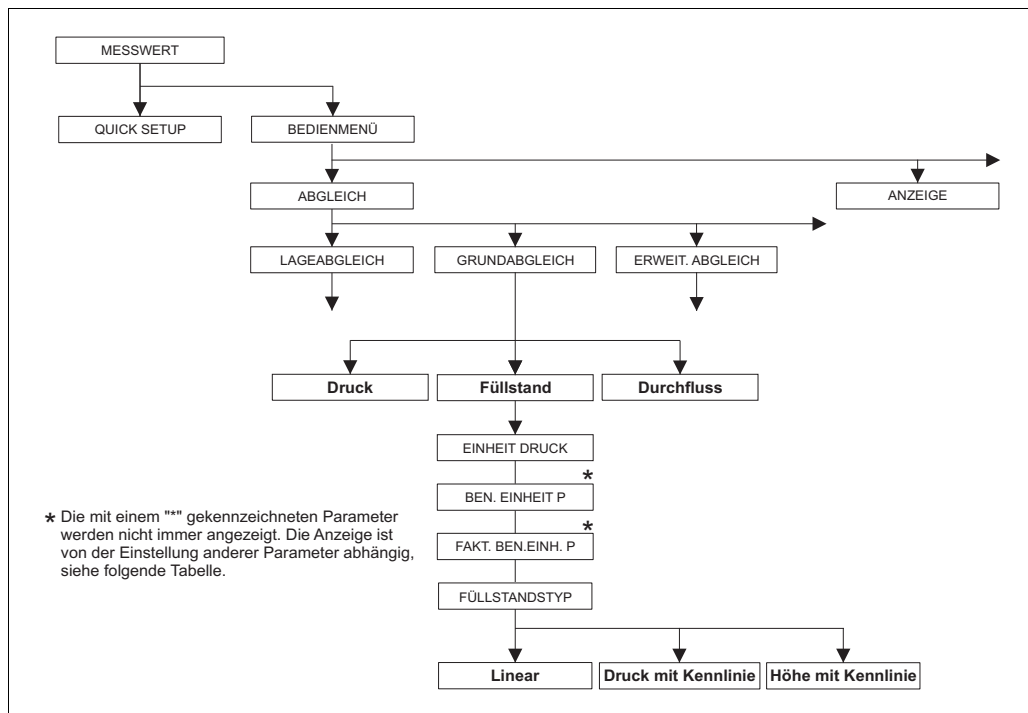 MESSWERT
QUICK SETUP
BEDIENMENÜ
ABGLEICH
ANZEIGE
LAGEABGLEICH
GRUNDABGLEICH
ERWEIT. ABGLEICH
Druck
Füllstand
Durchfluss
EINHEIT DRUCK
*
BEN. EINHEIT P
*
FAKT. BEN.EINH. P
* Die mit einem "*" gekennzeichneten Parameter
werden nicht immer angezeigt. Die Anzeige ist
von der Einstellung anderer Parameter abhängig,
siehe folgende Tabelle.
FÜLLSTANDSTYP
Linear
Druck mit Kennlinie
Höhe mit Kennlinie